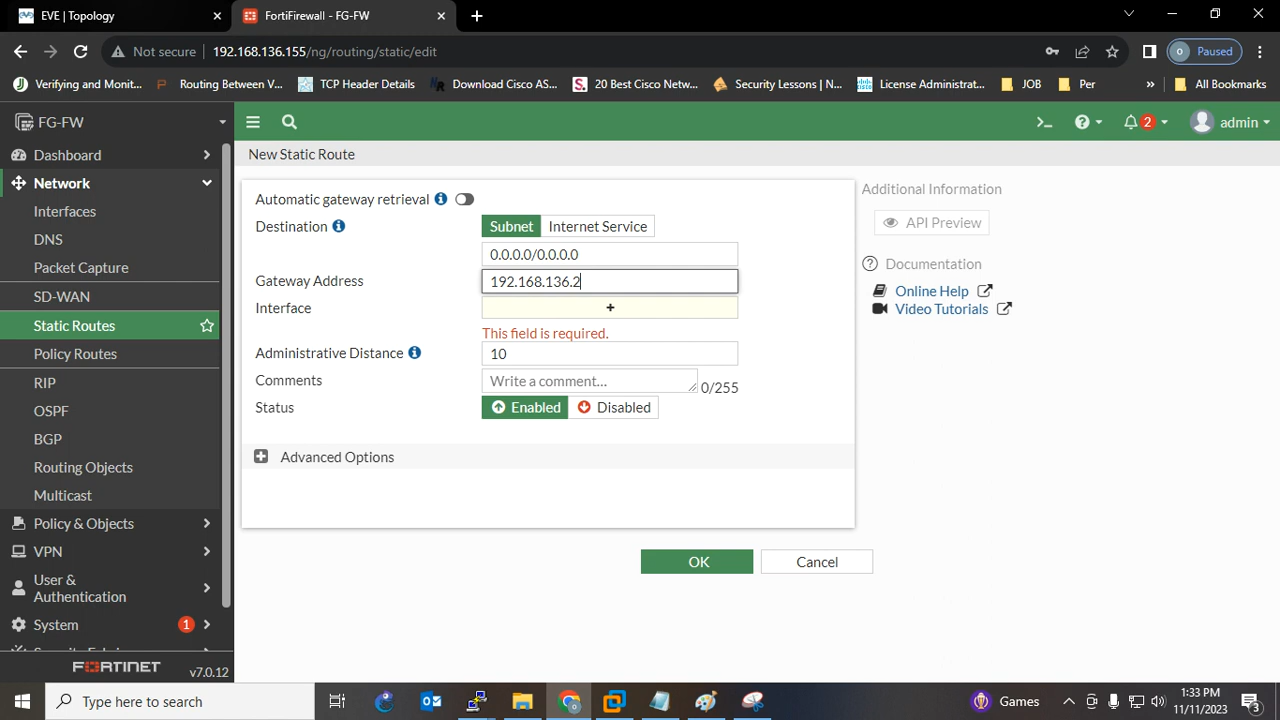 EVE | Topology
FortiFirewall - FG-FW
Not secure
192.168.136.155/ng/routing/static/edit
Paused
Verifying and Monit...
Routing Between V...
TCP Header Details
Download Cisco AS...
20 Best Cisco Netw...
Security Lessons | N...
License Administrat...
JOB
Per
»
All Bookmarks
FG-FW
2
admin
Dashboard
Network
Interfaces
DNS
Packet Capture
SD-WAN
Static Routes
Policy Routes
RIP
OSPF
BGP
Routing Objects
Multicast
Policy & Objects
VPN
User &
Authentication
System
1
FORTINET
v7.0.12
New Static Route
Automatic gateway retrieval
Destination
Subnet
Internet Service
0.0.0.0/0.0.0.0
Gateway Address
192.168.136.2
Interface
+
This field is required.
Administrative Distance
10
Comments
Write a comment...
0/255
Status
Enabled
Disabled
Advanced Options
OK
Cancel
Additional Information
API Preview
Documentation
Online Help
Video Tutorials
Type here to search
Games
1:33 PM
11/11/2023
3